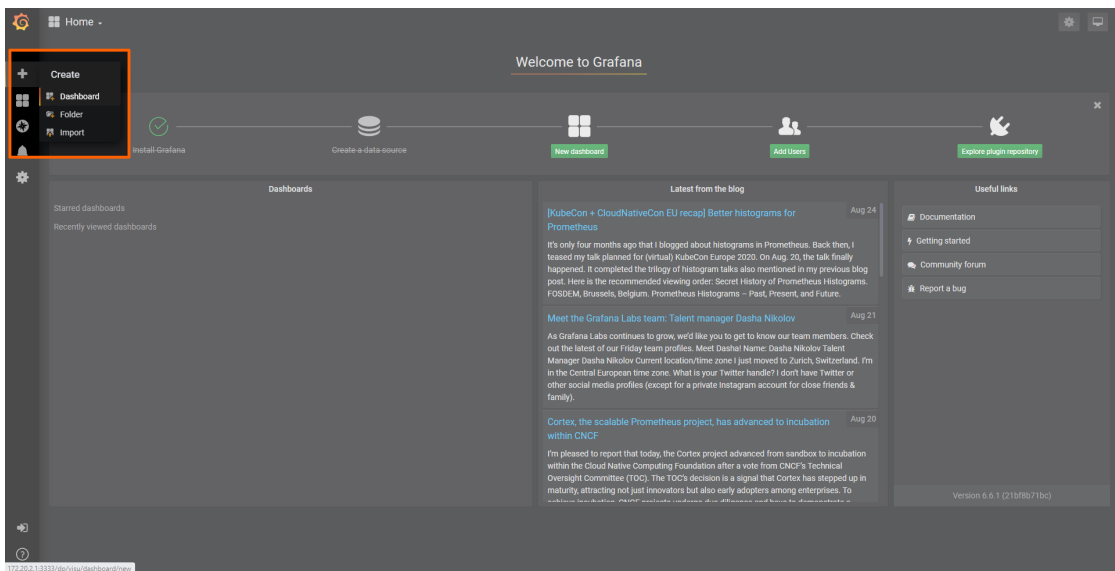 Home
Welcome to Grafana
Create
Dashboard
Folder
Import
Install Grafana
Create a data source
New dashboard
Add Users
Explore plugin repository
Dashboards
Starred dashboards
Recently viewed dashboards
Latest from the blog
[KubeCon + CloudNativeCon EU recap] Better histograms for
Prometheus
Aug 24
It's only four months ago that I blogged about histograms in Prometheus. Back then, I
teased my talk planned for (virtual) KubeCon Europe 2020. On Aug. 20, the talk finally
happened. It completed the trilogy of histogram talks also mentioned in my previous blog
post. Here is the recommended viewing order: Secret History of Prometheus Histograms.
FOSDEM, Brussels, Belgium. Prometheus Histograms – Past, Present, and Future.
Meet the Grafana Labs team: Talent manager Dasha Nikolov
Aug 21
As Grafana Labs continues to grow, we'd like you to get to know our team members. Check
out the latest of our Friday team profiles. Meet Dasha! Name: Dasha Nikolov Talent
Manager Dasha Nikolov Current location/time zone I just moved to Zurich, Switzerland. I'm
in the Central European time zone. What is your Twitter handle? I don't have Twitter or
other social media profiles (except for a private Instagram account for close friends &
family).
Cortex, the scalable Prometheus project, has advanced to incubation
within CNCF
Aug 20
I'm pleased to report that today, the Cortex project advanced from sandbox to incubation
within the Cloud Native Computing Foundation after a vote from CNCF's Technical
Oversight Committee (TOC). The TOC's decision is a signal that Cortex has stepped up in
maturity, attracting not just innovators but also early adopters among enterprises. To
Useful links
Documentation
Getting started
Community forum
Report a bug
Version 6.6.1 (21bf8b71bc)
172.20.2.1:3333/dp/visu/dashboard/new